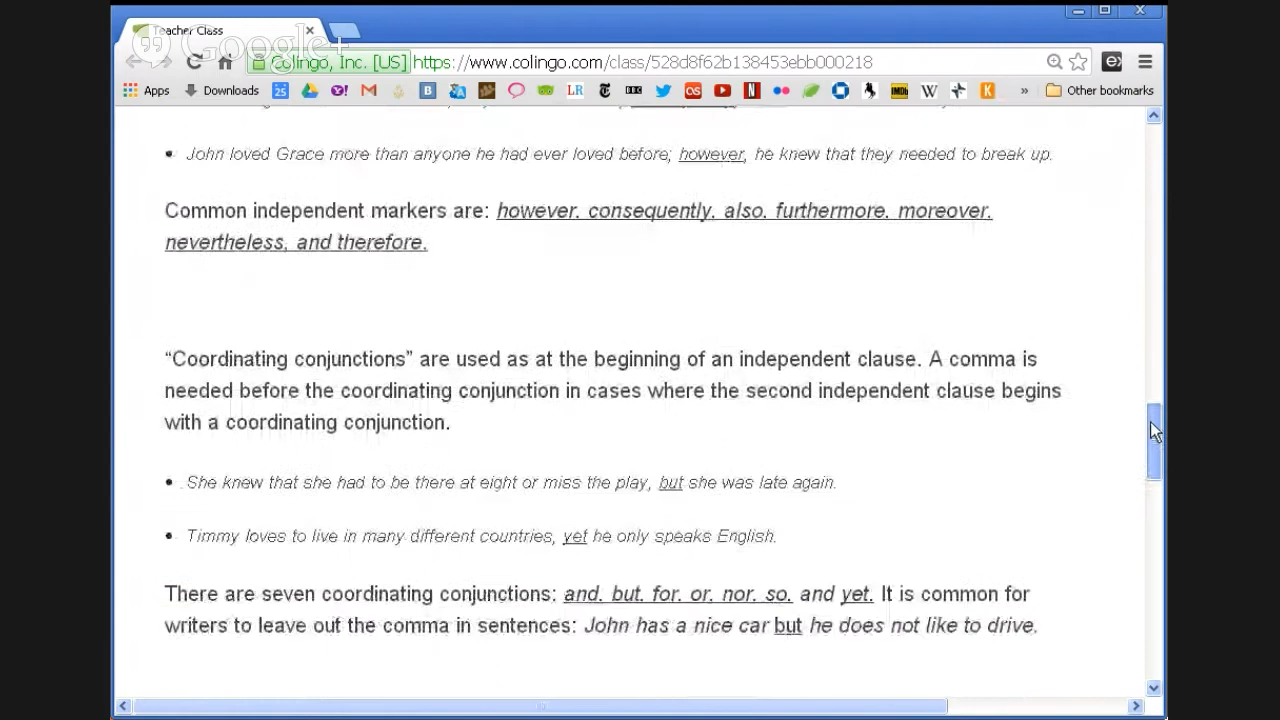 Teacher Class
Google+
Colingo, Inc. [US] https://www.colingo.com/class/528d8f62b138453ebb000218
Apps Downloads 25 Y! B LR BBC N IMDb W K » Other bookmarks
• John loved Grace more than anyone he had ever loved before; however, he knew that they needed to break up.
Common independent markers are: however, consequently, also, furthermore, moreover,
nevertheless, and therefore.
“Coordinating conjunctions” are used as at the beginning of an independent clause. A comma is
needed before the coordinating conjunction in cases where the second independent clause begins
with a coordinating conjunction.
• She knew that she had to be there at eight or miss the play, but she was late again.
• Timmy loves to live in many different countries, yet he only speaks English.
There are seven coordinating conjunctions: and, but, for, or, nor, so, and yet. It is common for
writers to leave out the comma in sentences: John has a nice car but he does not like to drive.